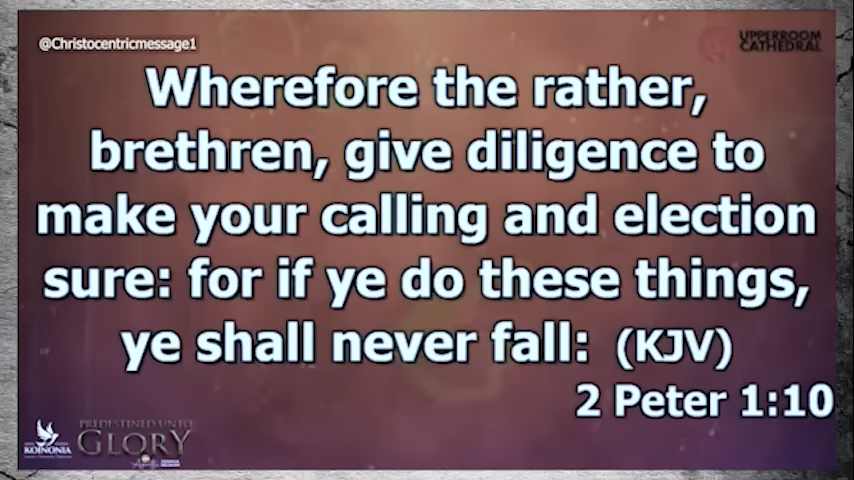 @Christocentricmessage1
UPPERROOM
CATHEDRAL
Wherefore the rather,
brethren, give diligence to
make your calling and election
sure: for if ye do these things,
ye shall never fall: (KJV)
2 Peter 1:10
KOINONIA
PREDESTINED UNTO
GLORY